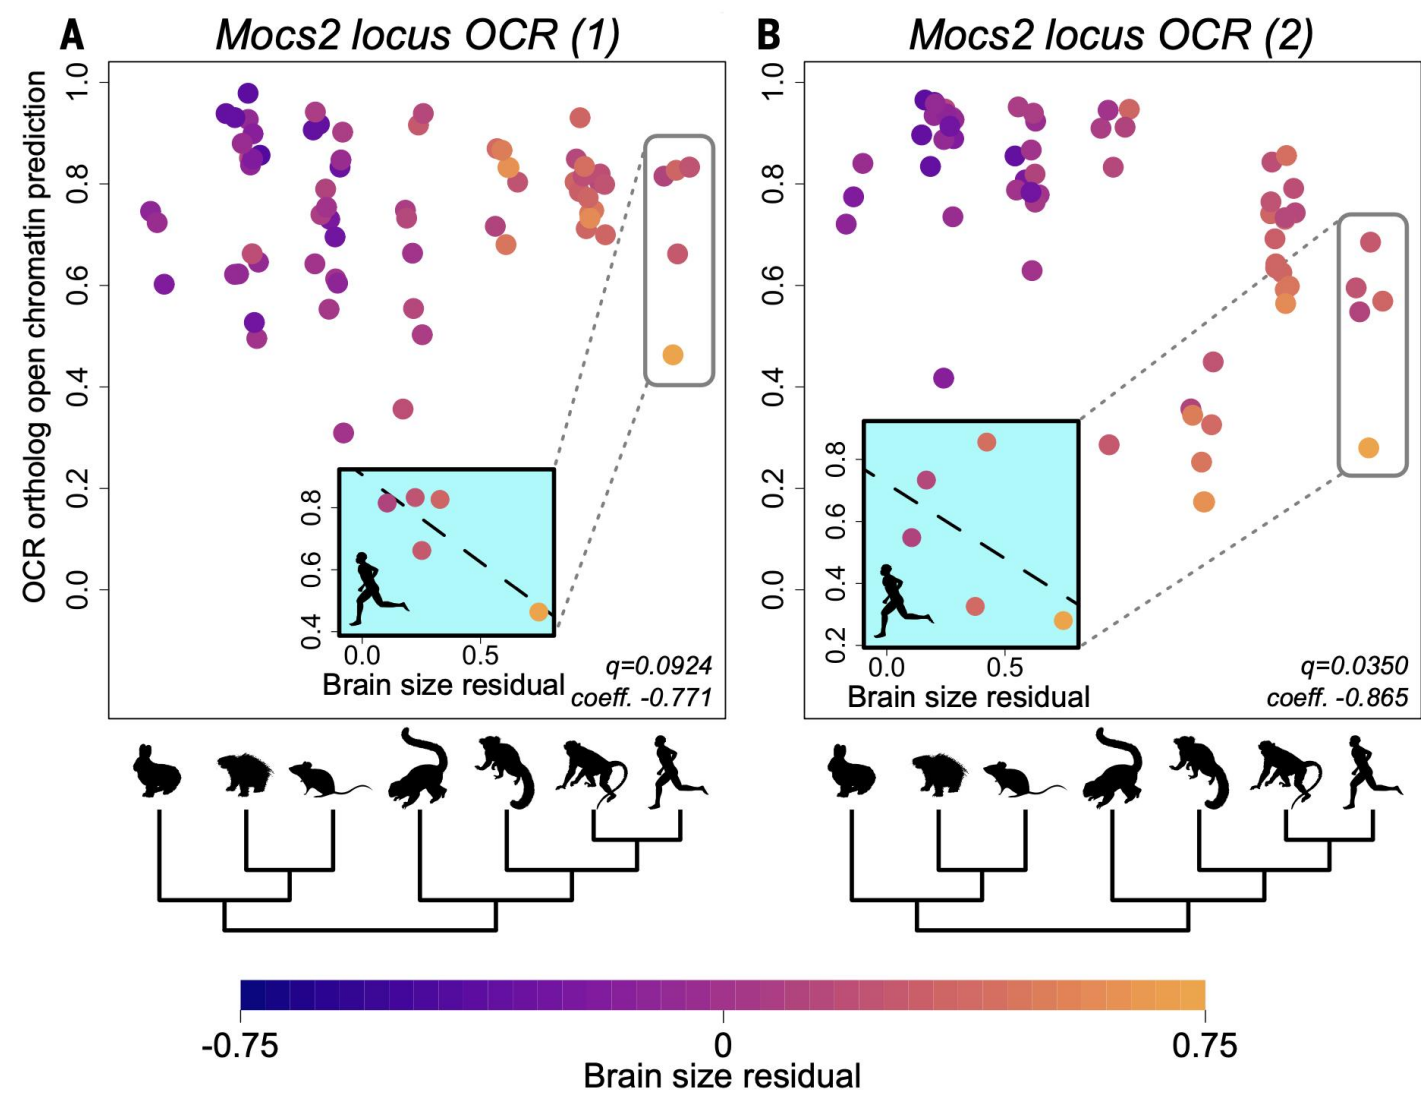 A
Mocs2 locus OCR (1)
OCR ortholog open chromatin prediction
1.0
0.8
0.6
0.4
0.2
0.0
0.8
0.6
0.4
0.0 0.5
Brain size residual
q=0.0924
coeff. -0.771
B
Mocs2 locus OCR (2)
1.0
0.8
0.6
0.4
0.2
0.0
0.8
0.6
0.4
0.2
0.0 0.5
Brain size residual
q=0.0350
coeff. -0.865
-0.75 0 0.75
Brain size residual